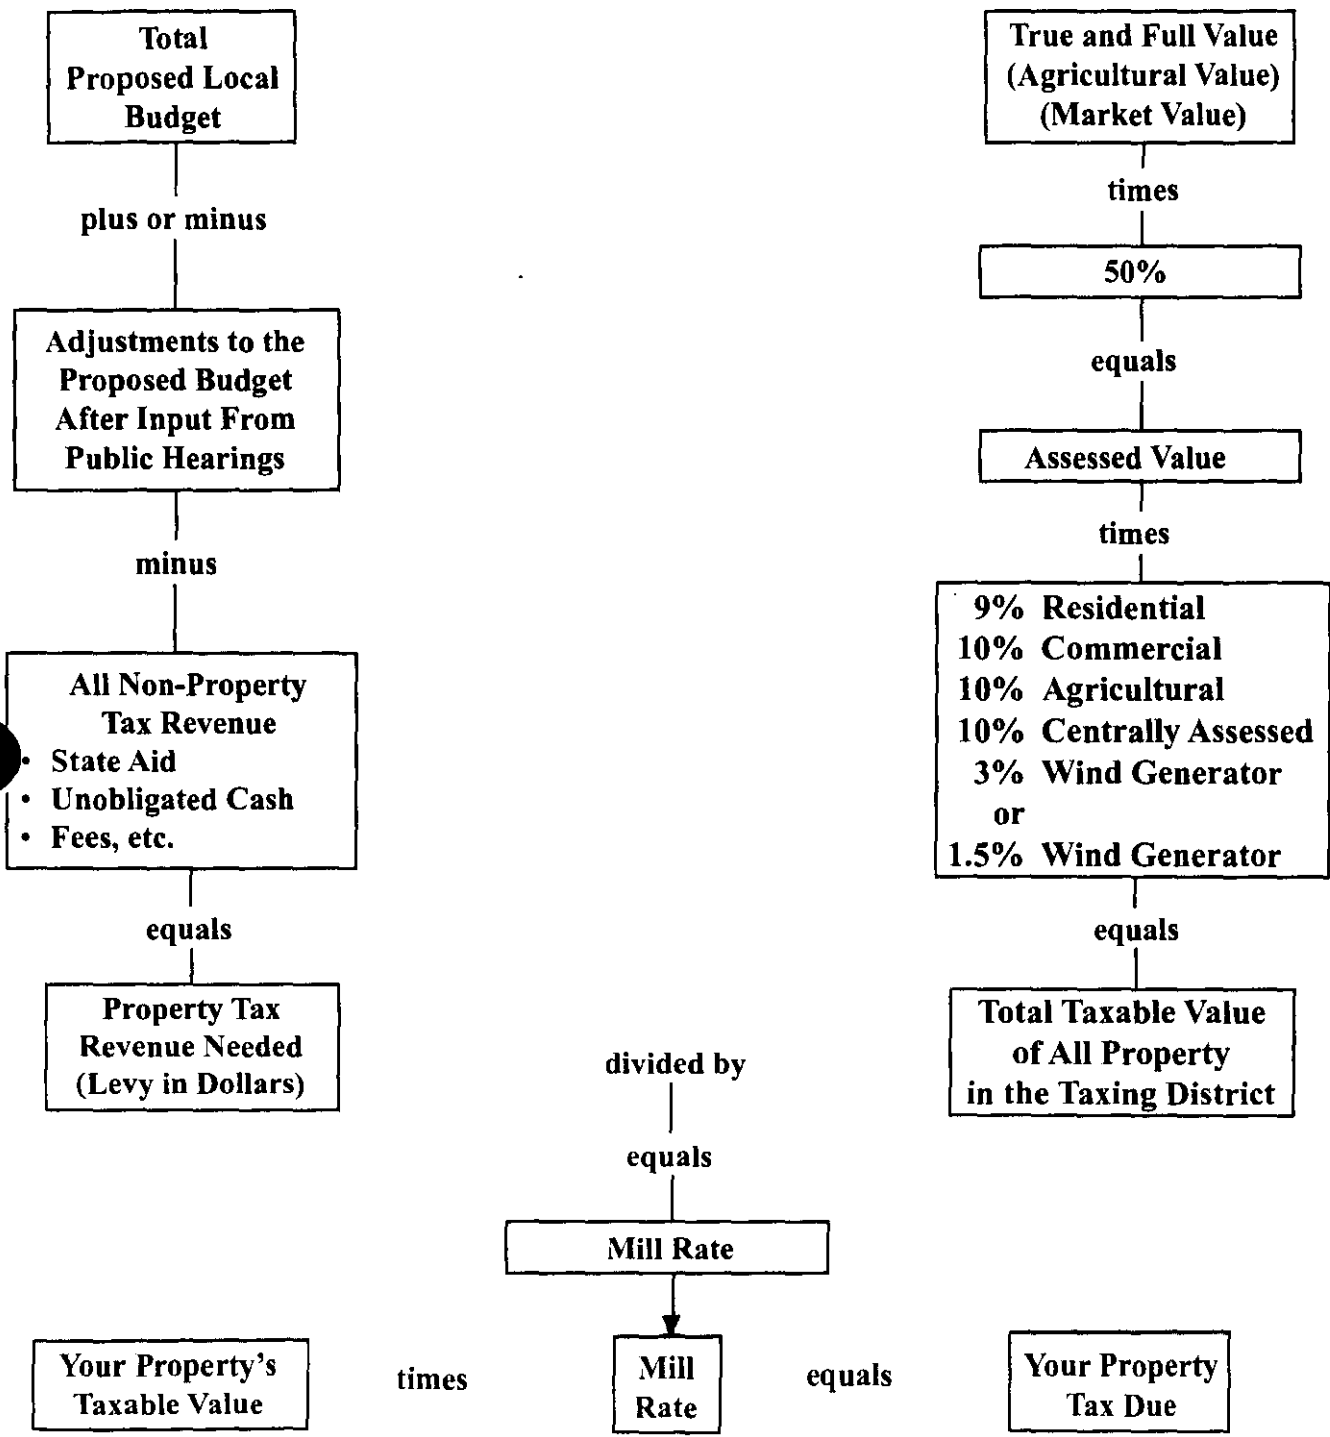 Total
Proposed Local
Budget
plus or minus
Adjustments to the
Proposed Budget
After Input From
Public Hearings
minus
All Non-Property
Tax Revenue
• State Aid
• Unobligated Cash
• Fees, etc.
equals
Property Tax
Revenue Needed
(Levy in Dollars)
True and Full Value
(Agricultural Value)
(Market Value)
times
50%
equals
Assessed Value
times
9% Residential
10% Commercial
10% Agricultural
10% Centrally Assessed
3% Wind Generator
or
1.5% Wind Generator
equals
Total Taxable Value
of All Property
in the Taxing District
divided by
equals
Mill Rate
Your Property's
Taxable Value
times
Mill
Rate
equals
Your Property
Tax Due